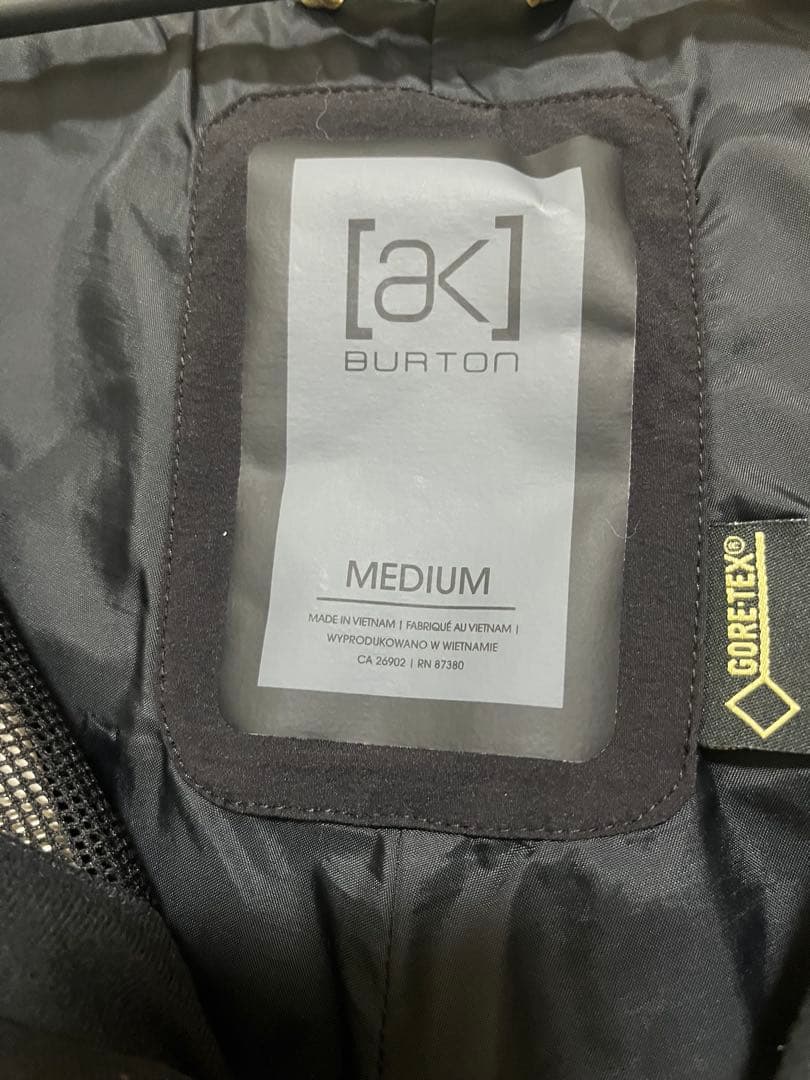 [ak]
BURTON
MEDIUM
MADE IN VIETNAM | FABRIQUÉ AU VIETNAM |
WYPRODUKOWANO W WIETNAMIE
CA 26902 | RN 87380
GORE-TEX®